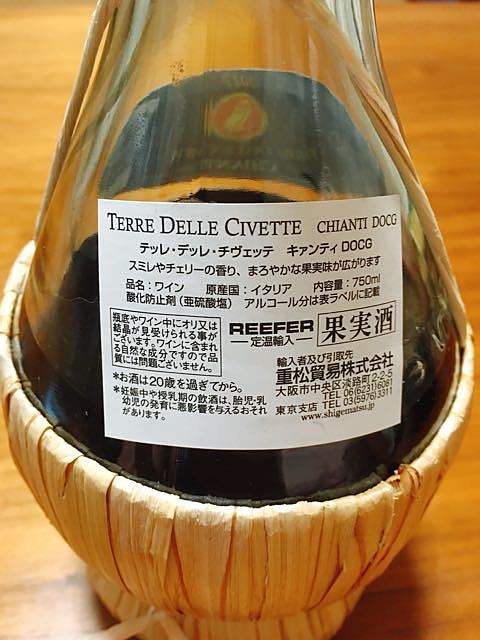 TERRE DELLE CIVETTE CHIANTI DOCG
テッレ・デッレ・チヴェッテ キァンティ DOCG
スミレやチェリーの香り、まろやかな果実味が広がります
品名：ワイン 原産国：イタリア 内容量：750ml
酸化防止剤（亜硫酸塩） アルコール分は表ラベルに記載
瓶底やワイン中にオリ又は
結晶が見受けられる事が
ございます。ワインに含まれ
る自然な成分ですので品
質には問題ございません。
REEFER
定温輸入
果実酒
輸入者及び引取先
重松貿易株式会社
大阪市中央区淡路町2-2-5
TEL 06(6231)6081
東京支店 TEL 03(5976)3311
www.shigematsu.jp
*お酒は20歳を過ぎてから。
*妊娠中や授乳期の飲酒は、胎児・乳
幼児の発育に悪影響を与えるおそれ
があります。